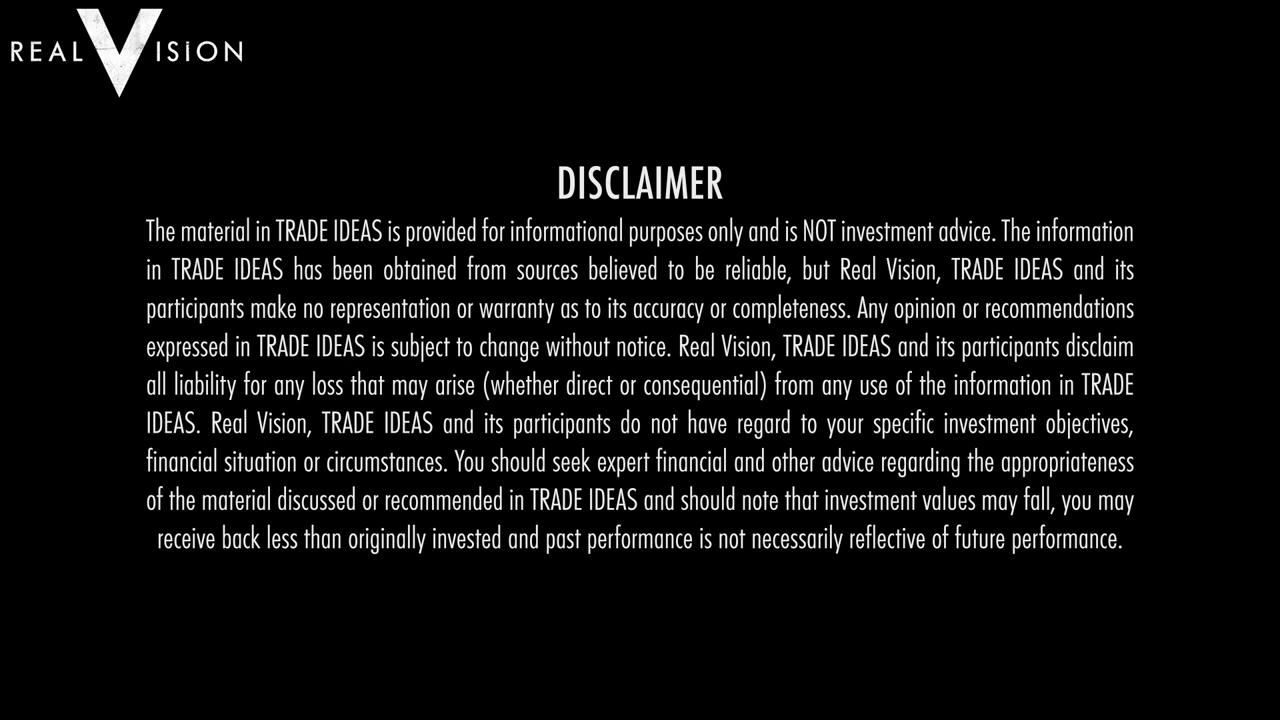 REAL VISION
DISCLAIMER
The material in TRADE IDEAS is provided for informational purposes only and is NOT investment advice. The information
in TRADE IDEAS has been obtained from sources believed to be reliable, but Real Vision, TRADE IDEAS and its
participants make no representation or warranty as to its accuracy or completeness. Any opinion or recommendations
expressed in TRADE IDEAS is subject to change without notice. Real Vision, TRADE IDEAS and its participants disclaim
all liability for any loss that may arise (whether direct or consequential) from any use of the information in TRADE
IDEAS. Real Vision, TRADE IDEAS and its participants do not have regard to your specific investment objectives,
financial situation or circumstances. You should seek expert financial and other advice regarding the appropriateness
of the material discussed or recommended in TRADE IDEAS and should note that investment values may fall, you may
receive back less than originally invested and past performance is not necessarily reflective of future performance.